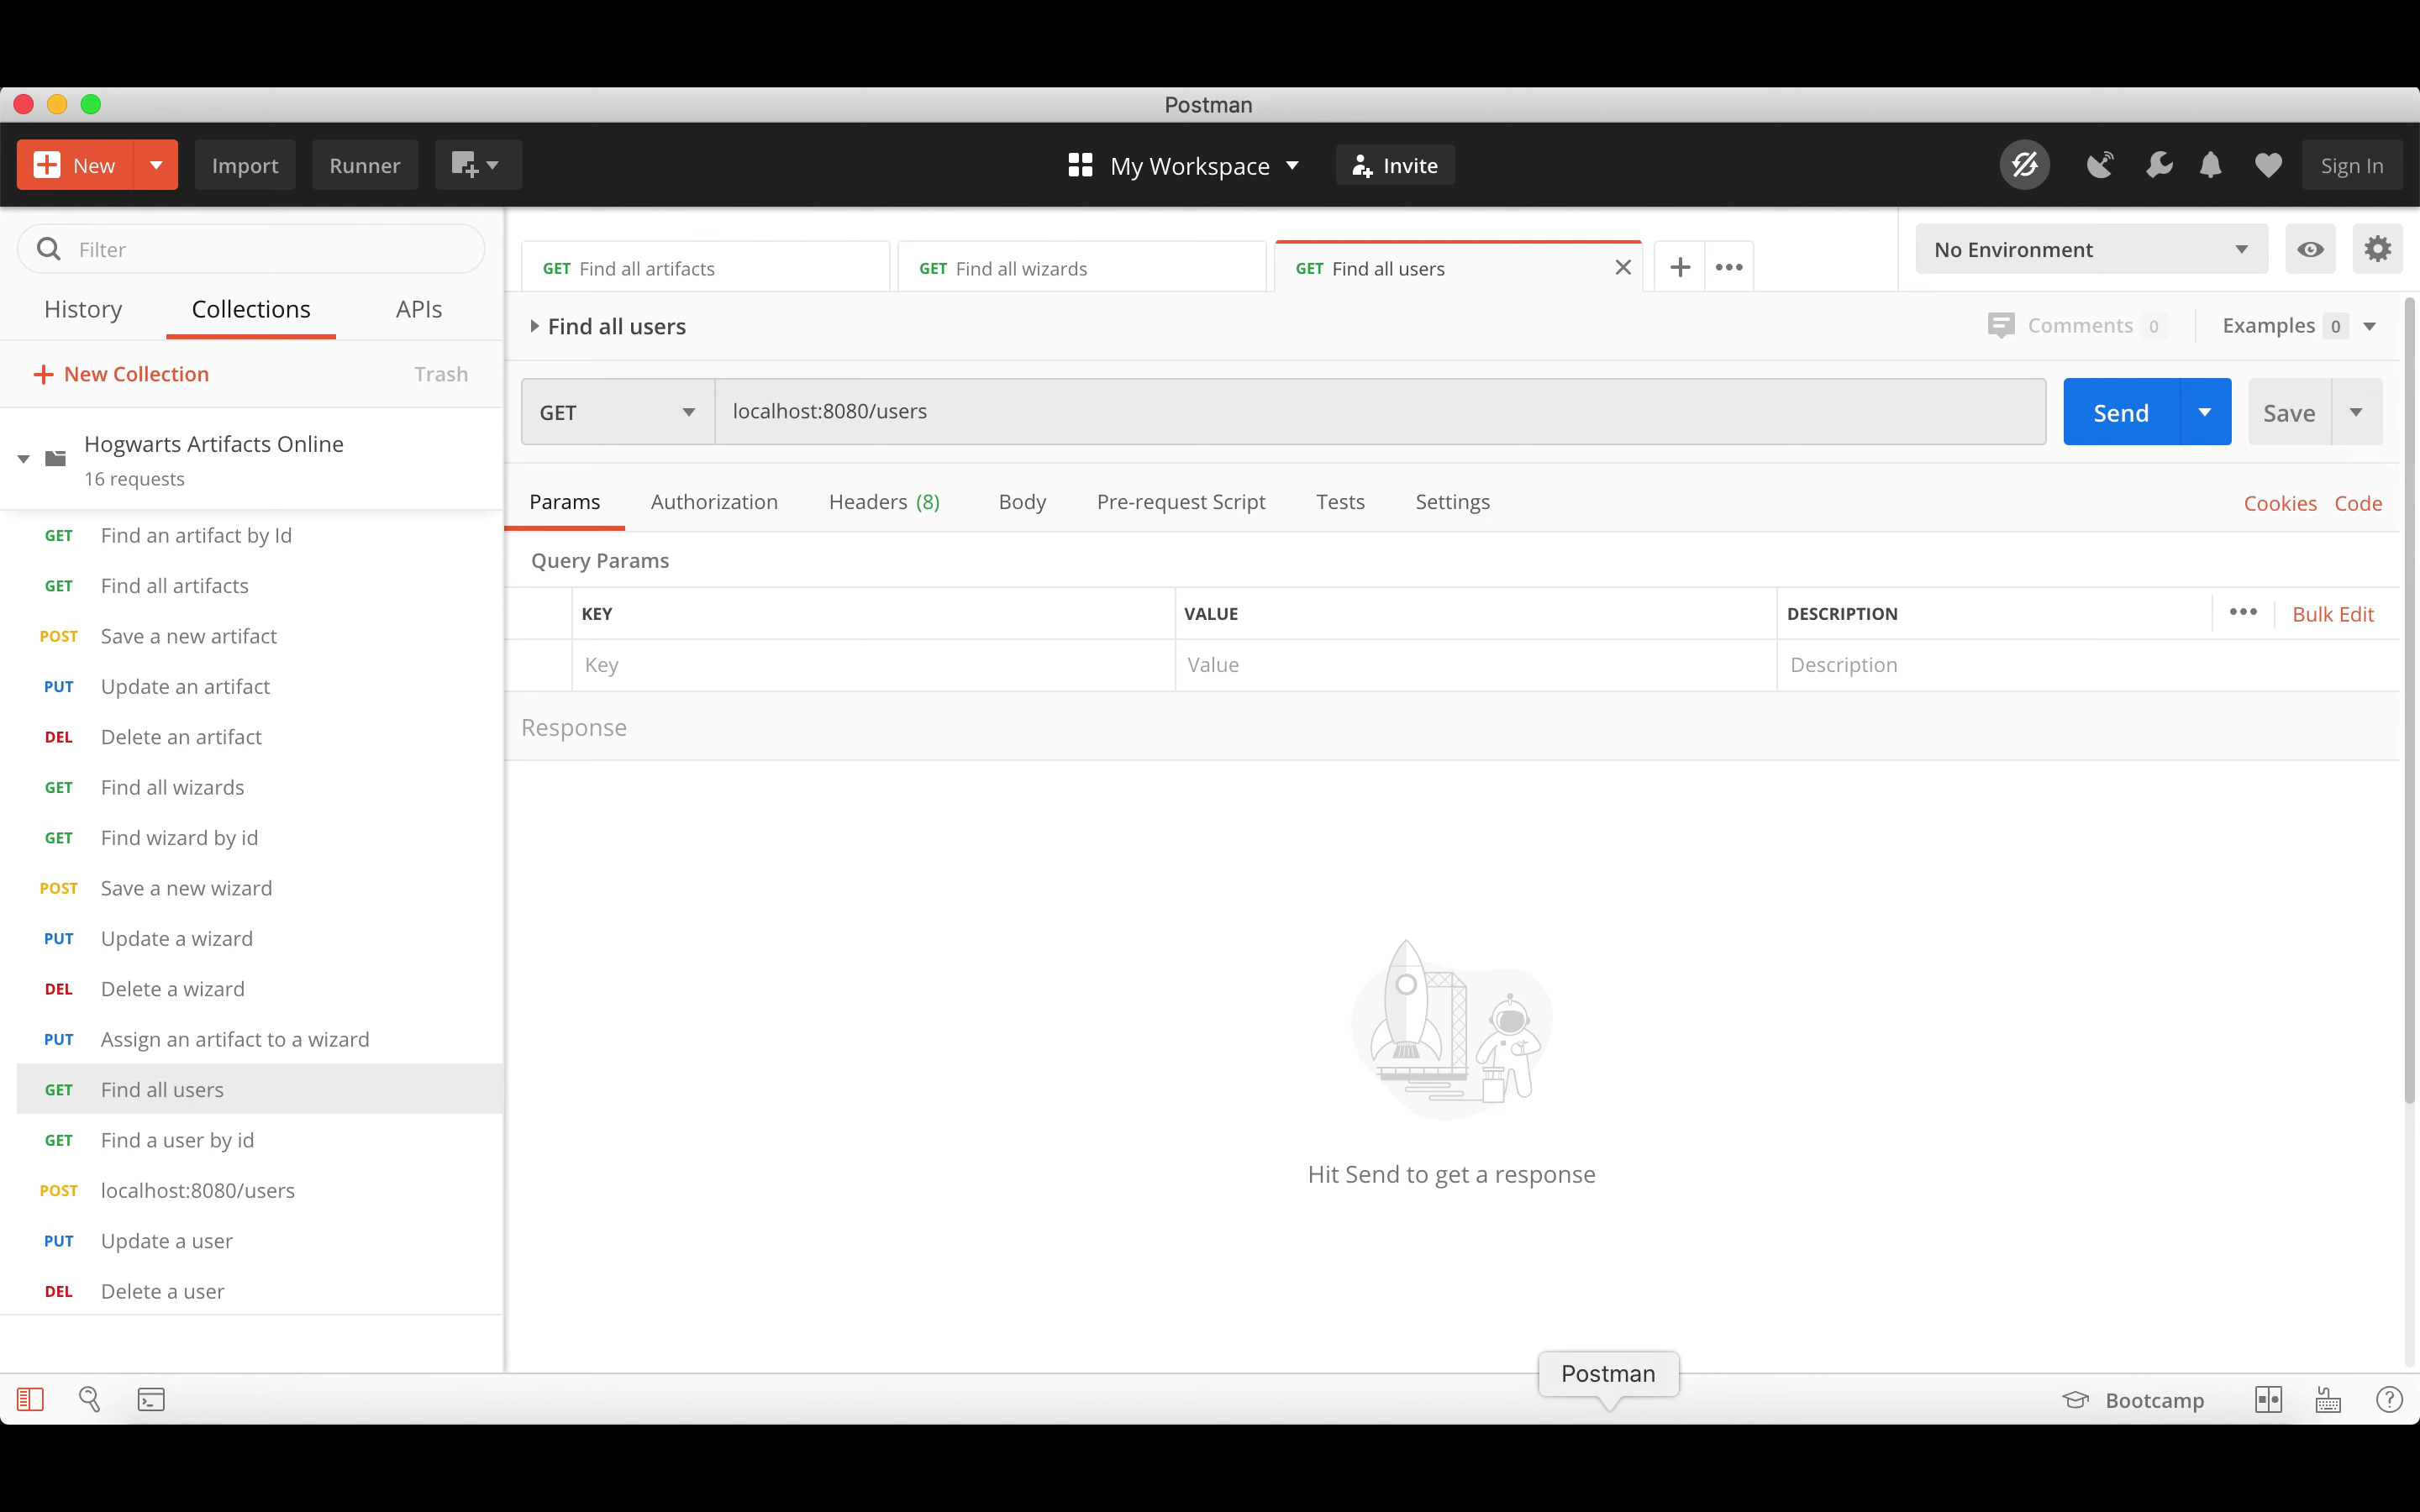 Postman
New
Import
Runner
My Workspace
Invite
Sign In
Filter
History Collections APIs
New Collection Trash
Hogwarts Artifacts Online
16 requests
GET Find an artifact by Id
GET Find all artifacts
POST Save a new artifact
PUT Update an artifact
DEL Delete an artifact
GET Find all wizards
GET Find wizard by id
POST Save a new wizard
PUT Update a wizard
DEL Delete a wizard
PUT Assign an artifact to a wizard
GET Find all users
GET Find a user by id
POST localhost:8080/users
PUT Update a user
DEL Delete a user
GET Find all artifacts
GET Find all wizards
GET Find all users
No Environment
Find all users
Comments 0
Examples 0
GET
localhost:8080/users
Send
Save
Params Authorization Headers (8) Body Pre-request Script Tests Settings
Cookies Code
Query Params
KEY VALUE DESCRIPTION
Bulk Edit
Key Value Description
Response
Hit Send to get a response
Postman
Bootcamp